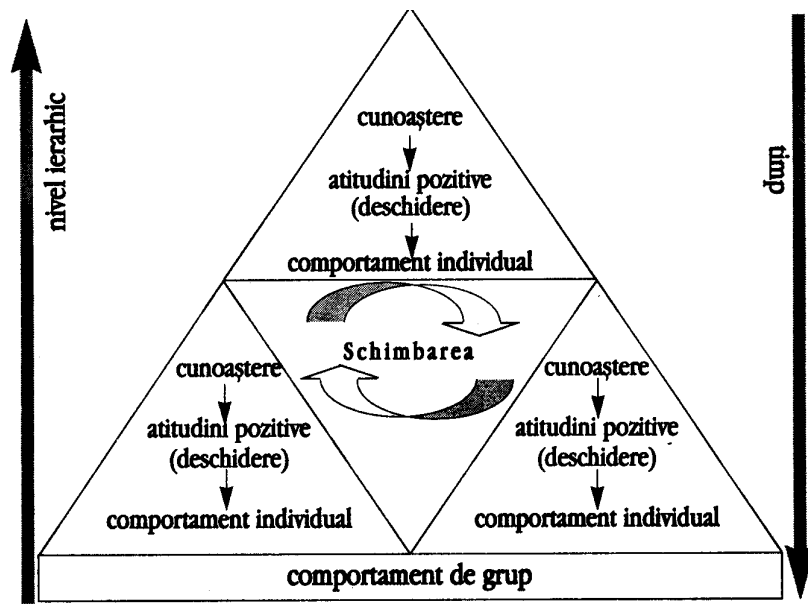 nivel ierarhic
timp
cunoaștere
atitudini pozitive
(deschidere)
comportament individual
Schimbarea
cunoaștere
atitudini pozitive
(deschidere)
comportament individual
cunoaștere
atitudini pozitive
(deschidere)
comportament individual
comportament de grup